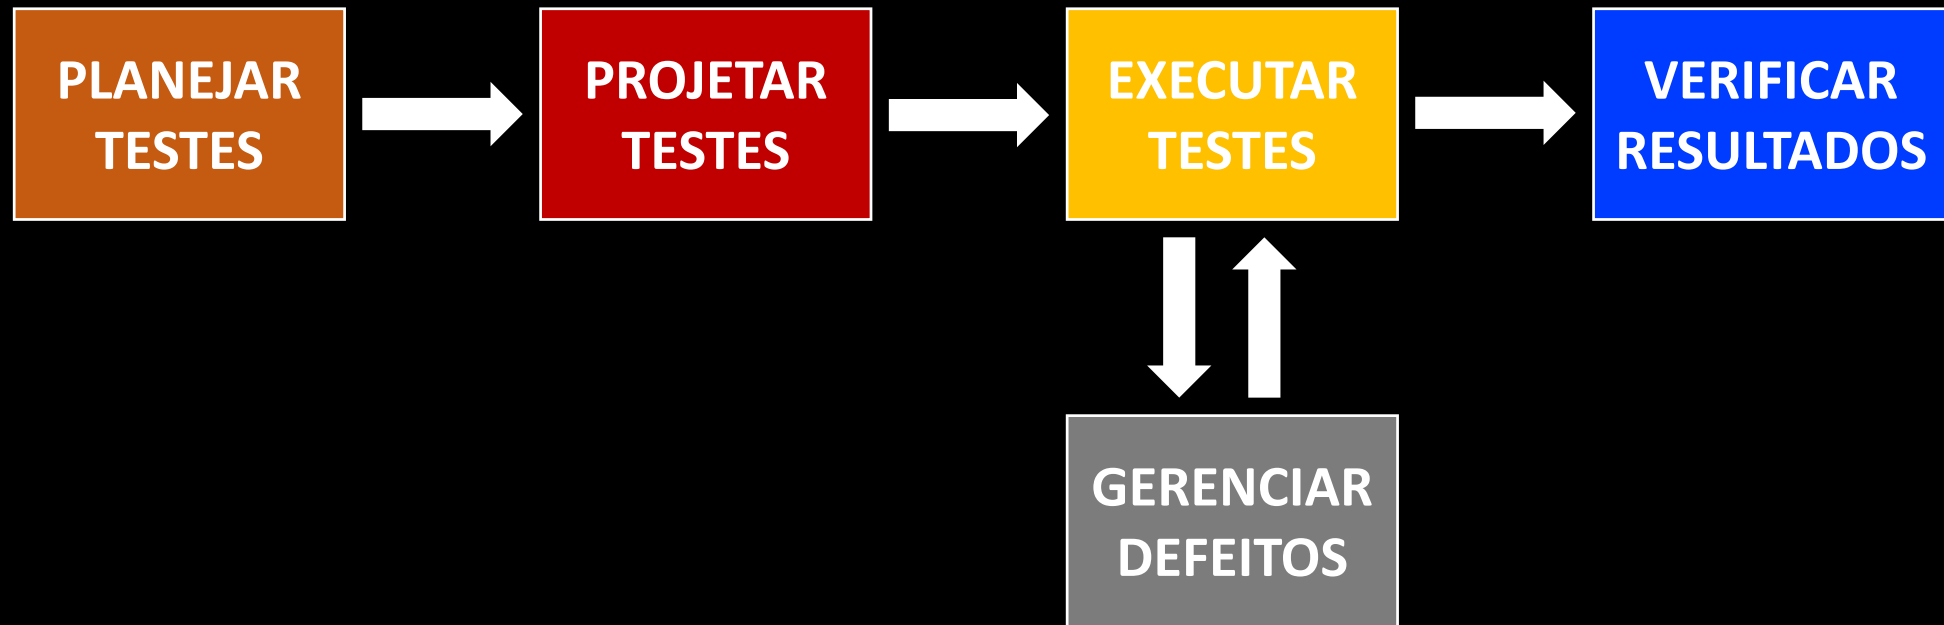 PLANEJAR
TESTES
PROJETAR
TESTES
EXECUTAR
TESTES
VERIFICAR
RESULTADOS
GERENCIAR
DEFEITOS